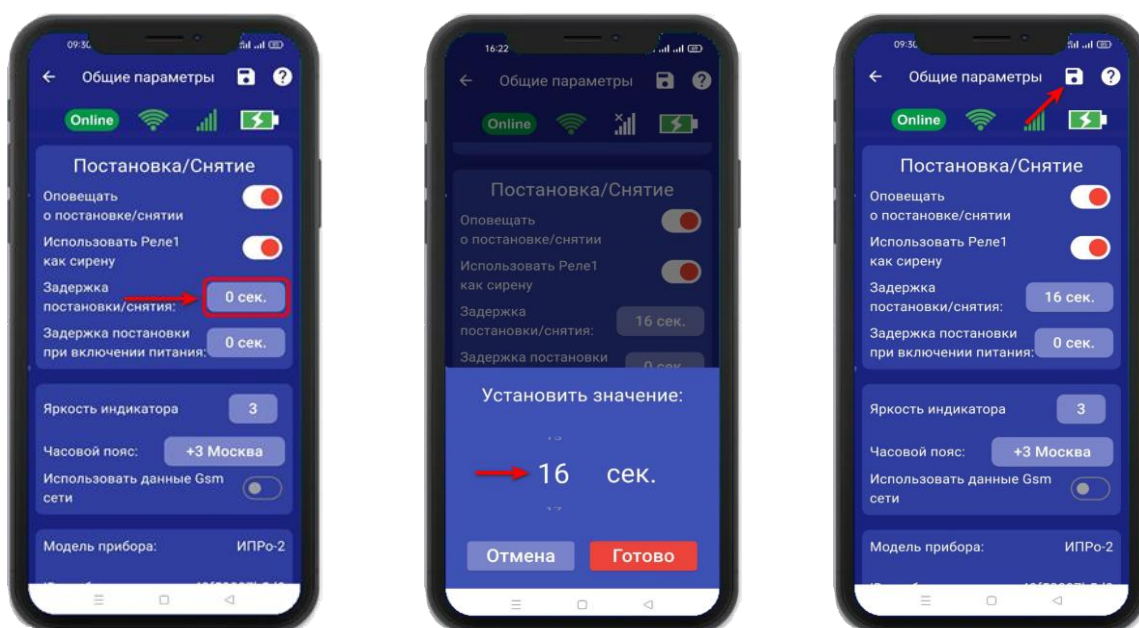 09:30
Общие параметры
?
Online
Постановка/Снятие
Оповещать
о постановке/снятии
Использовать Реле1
как сирену
Задержка
постановки/снятия:
0 сек.
Задержка постановки
при включении питания:
0 сек.
Яркость индикатора
3
Часовой пояс:
+3 Москва
Использовать данные Gsm
сети
Модель прибора:
ИПРо-2
16:22
Общие параметры
?
Online
Постановка/Снятие
Оповещать
о постановке/снятии
Использовать Реле1
как сирену
Задержка
постановки/снятия:
16 сек.
Задержка постановки
0 сек.
Установить значение:
16 сек.
Отмена
Готово
09:30
Общие параметры
?
Online
Постановка/Снятие
Оповещать
о постановке/снятии
Использовать Реле1
как сирену
Задержка
постановки/снятия:
16 сек.
Задержка постановки
при включении питания:
0 сек.
Яркость индикатора
3
Часовой пояс:
+3 Москва
Использовать данные Gsm
сети
Модель прибора:
ИПРо-2